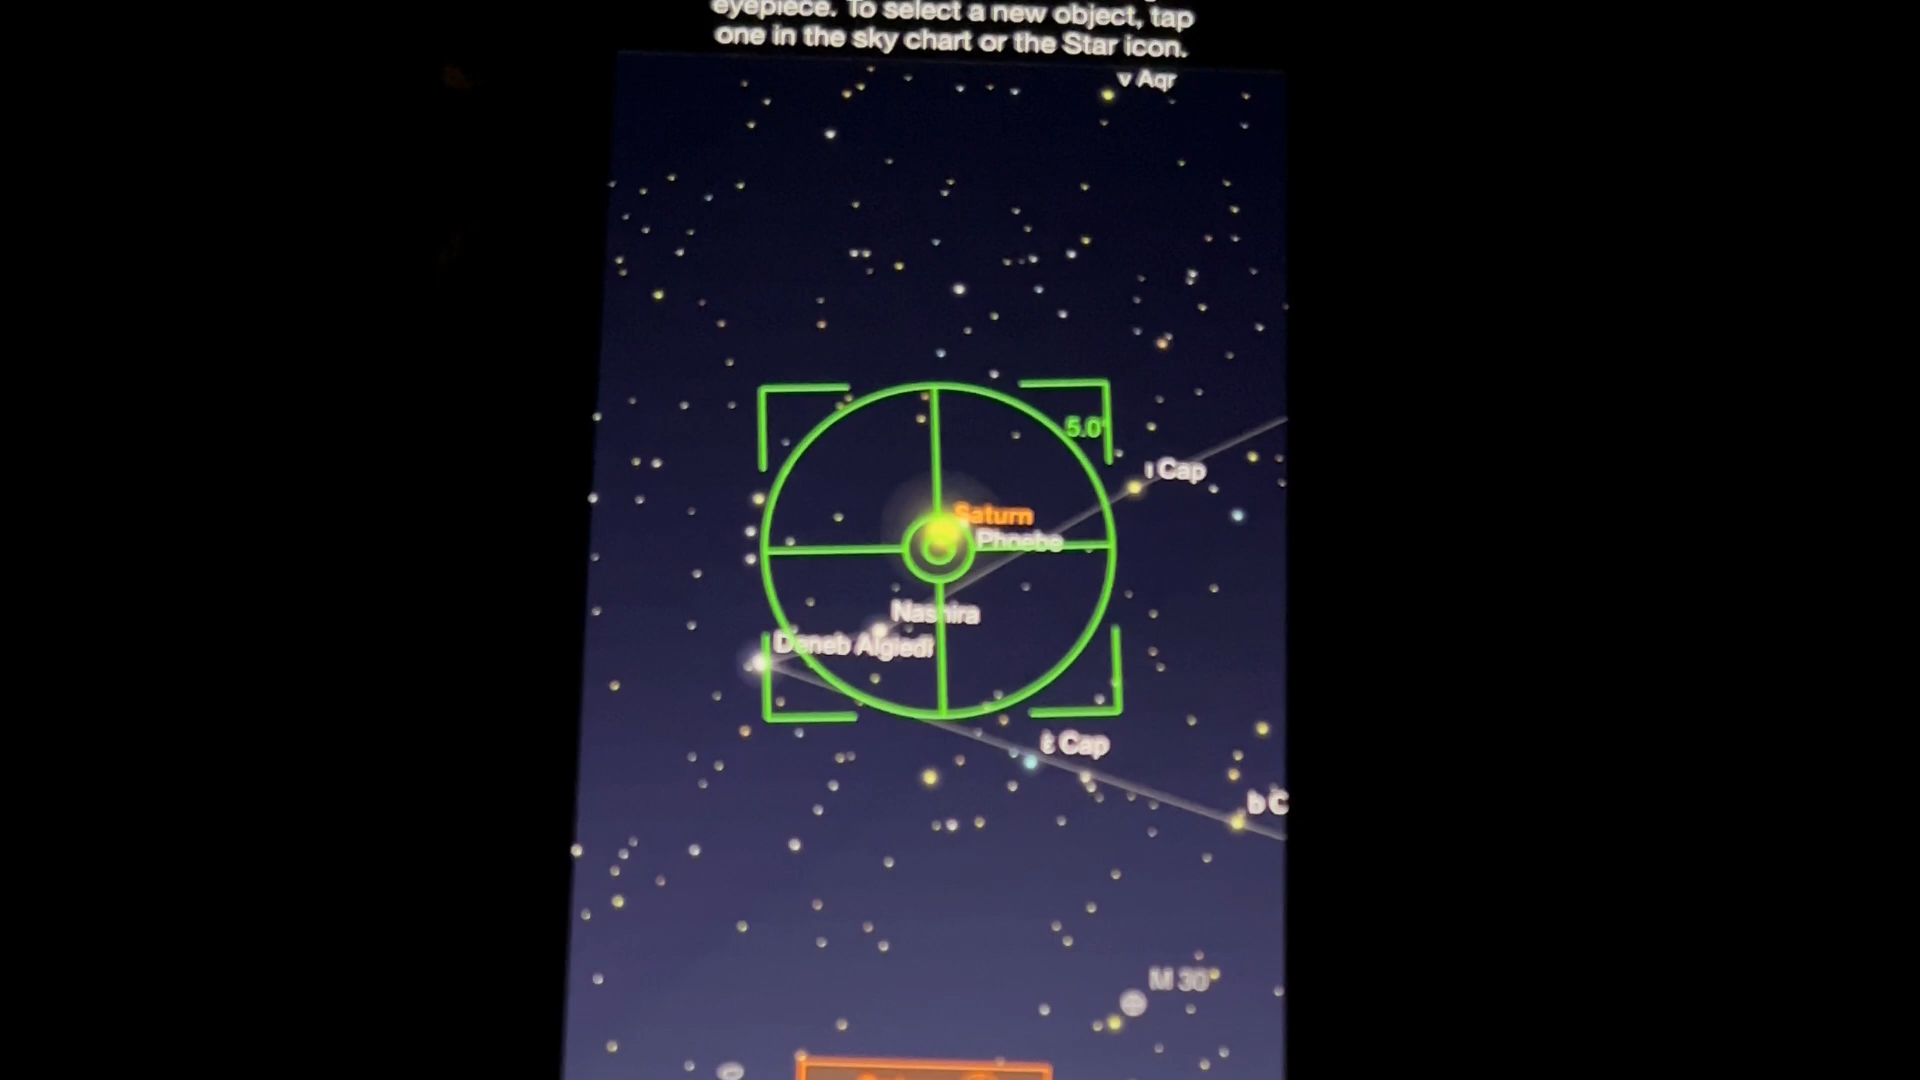 eyepiece. To select a new object, tap
one in the sky chart or the Star icon.
ν Aqr
5.0°
ι Cap
Saturn
Phoebe
Nashira
Deneb Algiedi
Cap
b C
M 30